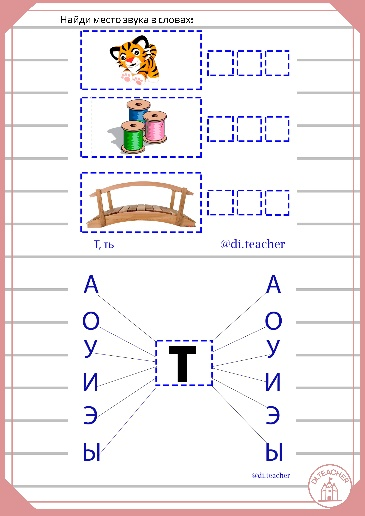 Найди место звука в словах:
Т, ть @di.teacher
А А
О О
У У
Т
И И
Э Э
Ы Ы
@di.teacher
DI.TEACHER